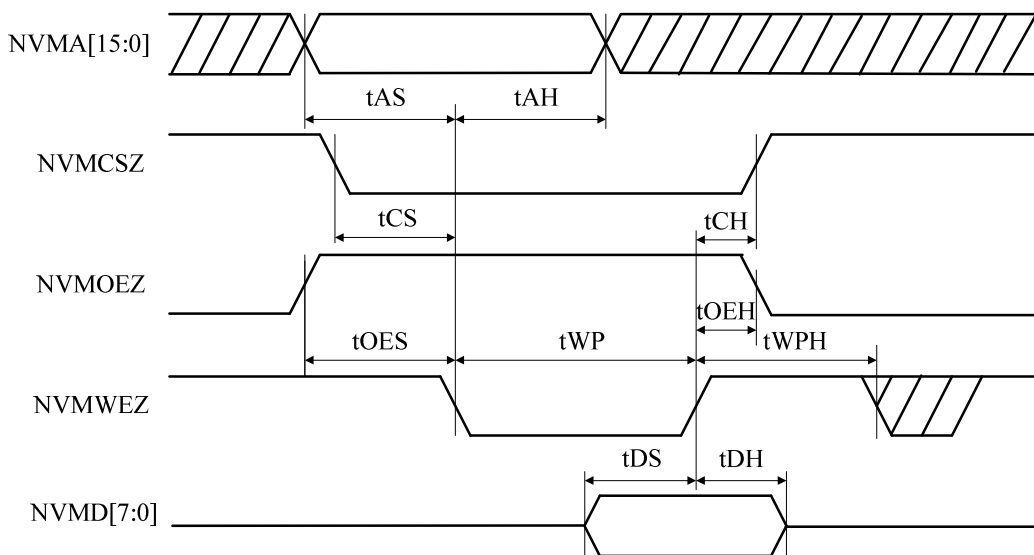 NVMA[15:0]
tAS tAH
NVMCSZ
tCS tCH
NVMOEZ
tOEH
tOES tWP tWPH
NVMWEZ
tDS tDH
NVMD[7:0]